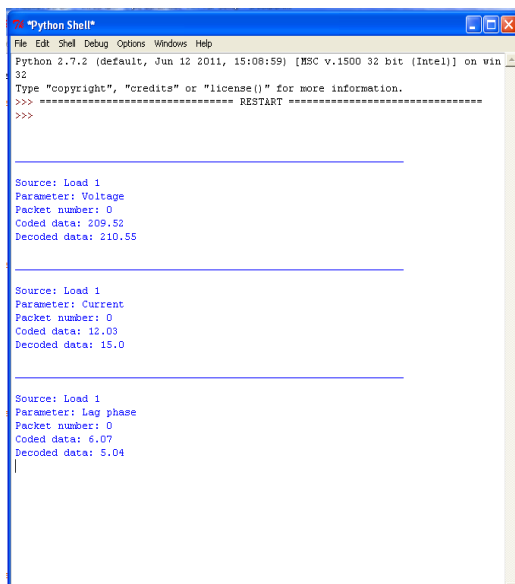 *Python Shell*
File Edit Shell Debug Options Windows Help
Python 2.7.2 (default, Jun 12 2011, 15:08:59) [MSC v.1500 32 bit (Intel)] on win
32
Type "copyright", "credits" or "license()" for more information.
>>> ================================ RESTART ================================
>>>
Source: Load 1
Parameter: Voltage
Packet number: 0
Coded data: 209.52
Decoded data: 210.55
Source: Load 1
Parameter: Current
Packet number: 0
Coded data: 12.03
Decoded data: 15.0
Source: Load 1
Parameter: Lag phase
Packet number: 0
Coded data: 6.07
Decoded data: 5.04